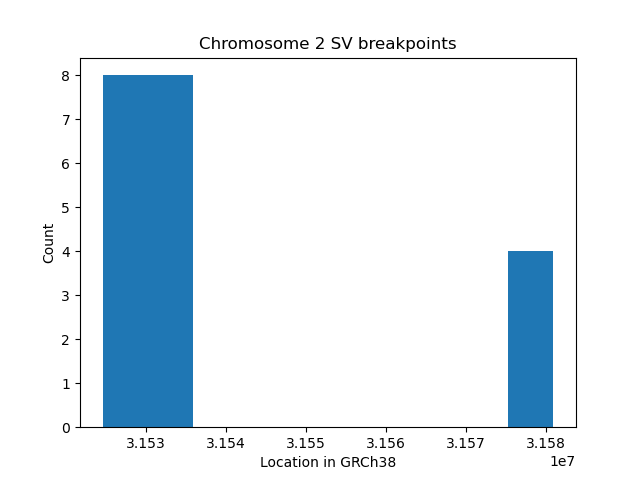 Chromosome 2 SV breakpoints
8
7
6
5
4
3
2
1
0
Count
3.153 3.154 3.155 3.156 3.157 3.158
1e7
Location in GRCh38